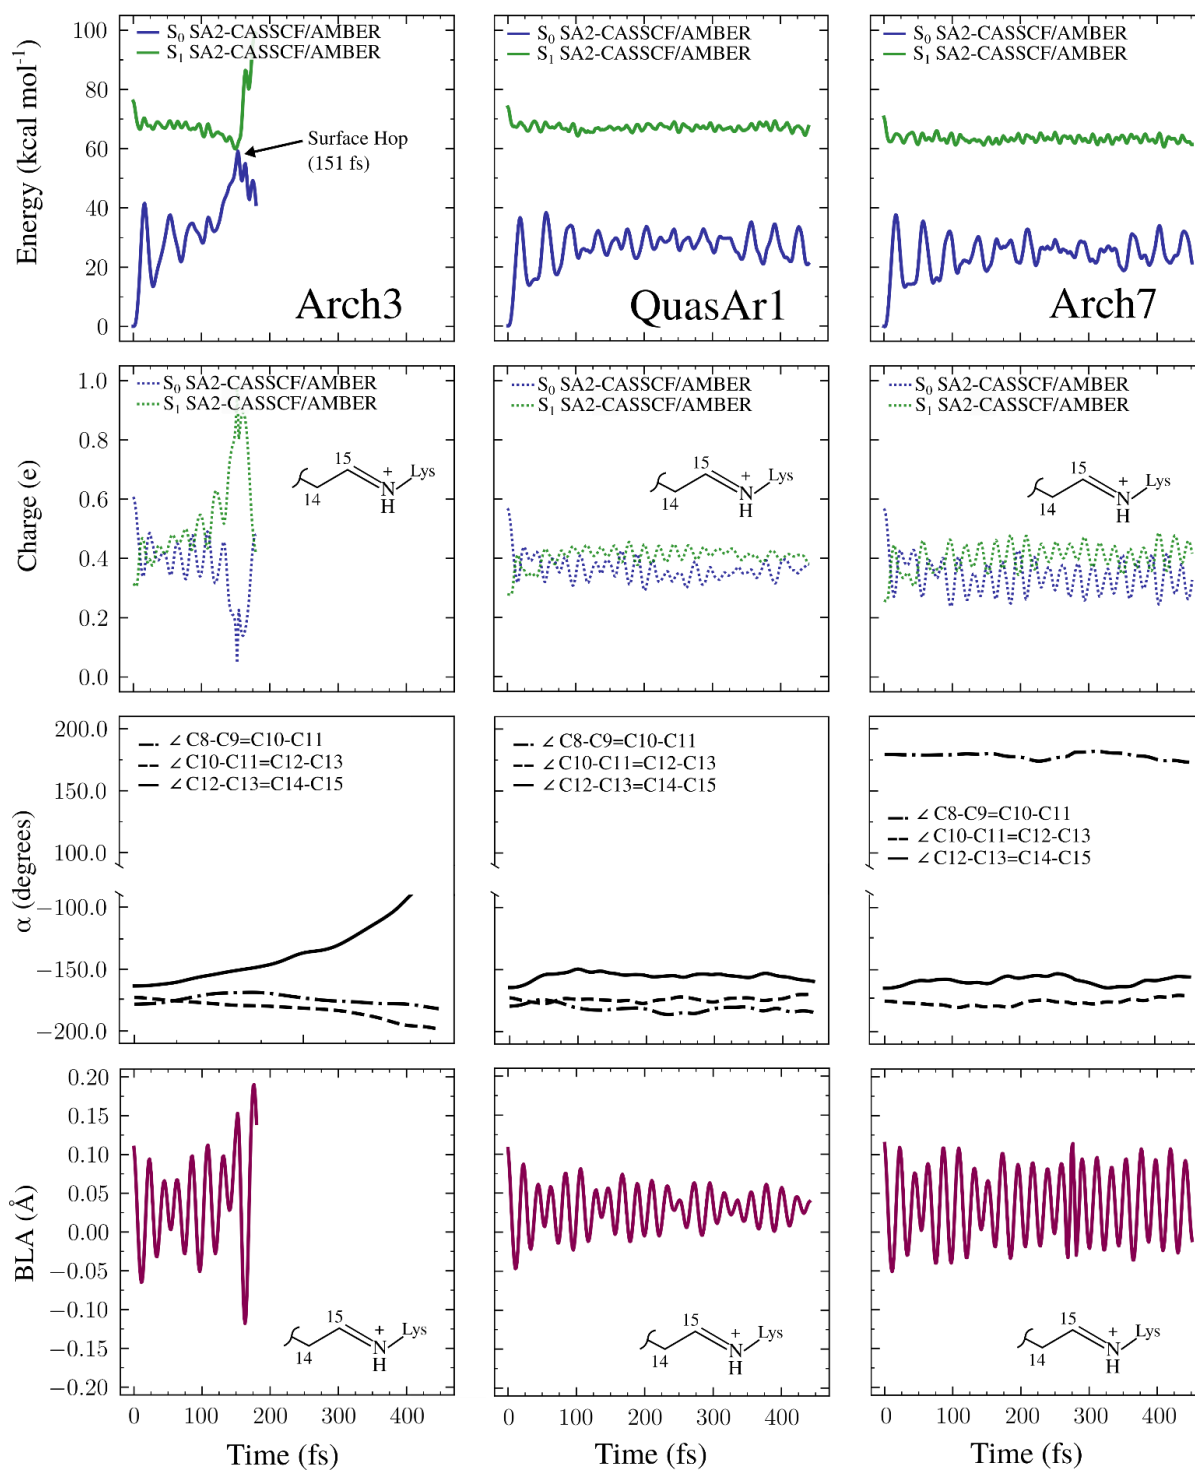 S₀ SA2-CASSCF/AMBER
S₁ SA2-CASSCF/AMBER
S₀ SA2-CASSCF/AMBER
S₁ SA2-CASSCF/AMBER
S₀ SA2-CASSCF/AMBER
S₁ SA2-CASSCF/AMBER
Energy (kcal mol⁻¹)
100
80
60
40
20
0
Surface Hop
(151 fs)
Arch3
QuasAr1
Arch7
S₀ SA2-CASSCF/AMBER
S₁ SA2-CASSCF/AMBER
S₀ SA2-CASSCF/AMBER
S₁ SA2-CASSCF/AMBER
S₀ SA2-CASSCF/AMBER
S₁ SA2-CASSCF/AMBER
Charge (e)
1.0
0.8
0.6
0.4
0.2
0.0
14
15
+
N
H
Lys
14
15
+
N
H
Lys
14
15
+
N
H
Lys
α (degrees)
200.0
150.0
100.0
−100.0
−150.0
−200.0
∠ C8-C9=C10-C11
∠ C10-C11=C12-C13
∠ C12-C13=C14-C15
∠ C8-C9=C10-C11
∠ C10-C11=C12-C13
∠ C12-C13=C14-C15
∠ C8-C9=C10-C11
∠ C10-C11=C12-C13
∠ C12-C13=C14-C15
BLA (Å)
0.20
0.15
0.10
0.05
0.00
−0.05
−0.10
−0.15
−0.20
14
15
+
N
H
Lys
14
15
+
N
H
Lys
14
15
+
N
H
Lys
0 100 200 300 400
0 100 200 300 400
0 100 200 300 400
Time (fs)
Time (fs)
Time (fs)